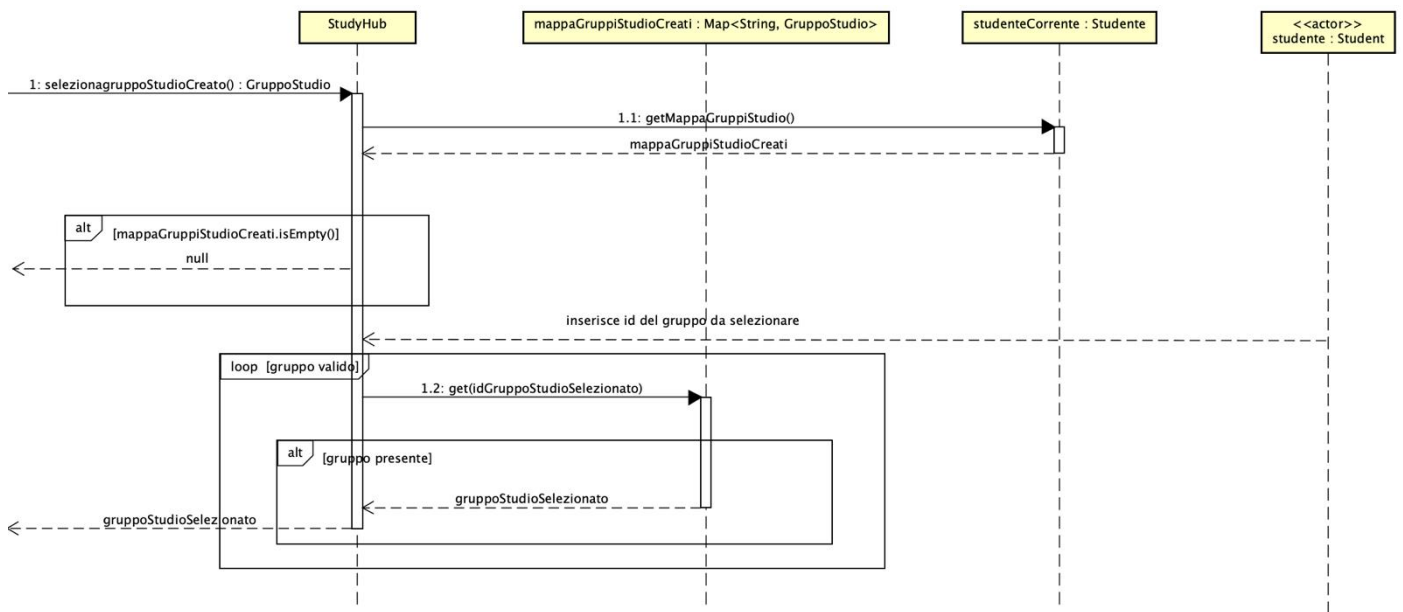 StudyHub
mappaGruppiStudioCreati : Map<String, GruppoStudio>
studenteCorrente : Studente
<<actor>>
studente : Student
1: selezionagruppoStudioCreato() : GruppoStudio
1.1: getMappaGruppiStudio()
mappaGruppiStudioCreati
alt
[mappaGruppiStudioCreati.isEmpty()]
null
inserisce id del gruppo da selezionare
loop [gruppo valido]
1.2: get(idGruppoStudioSelezionato)
alt
[gruppo presente]
gruppoStudioSelezionato
gruppoStudioSelezionato